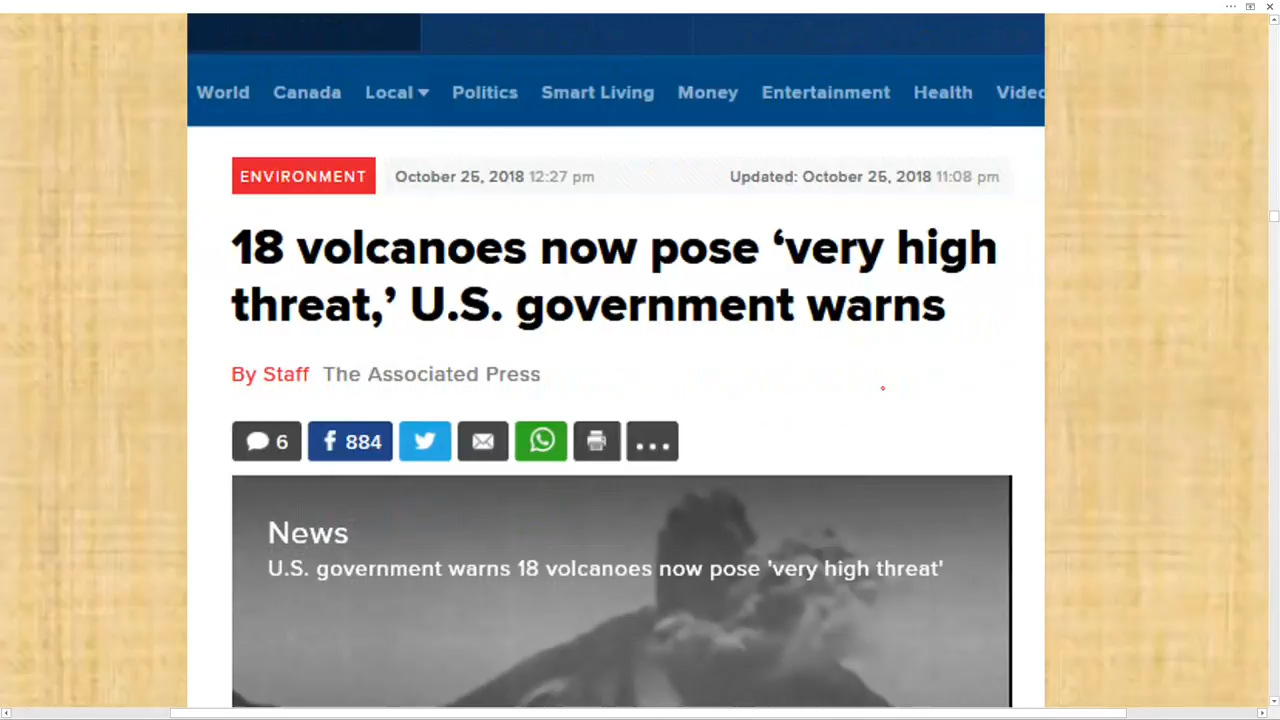 World Canada Local Politics Smart Living Money Entertainment Health Video
ENVIRONMENT October 25, 2018 12:27 pm Updated: October 25, 2018 11:08 pm
18 volcanoes now pose ‘very high
threat,’ U.S. government warns
By Staff The Associated Press
6 884
News
U.S. government warns 18 volcanoes now pose 'very high threat'